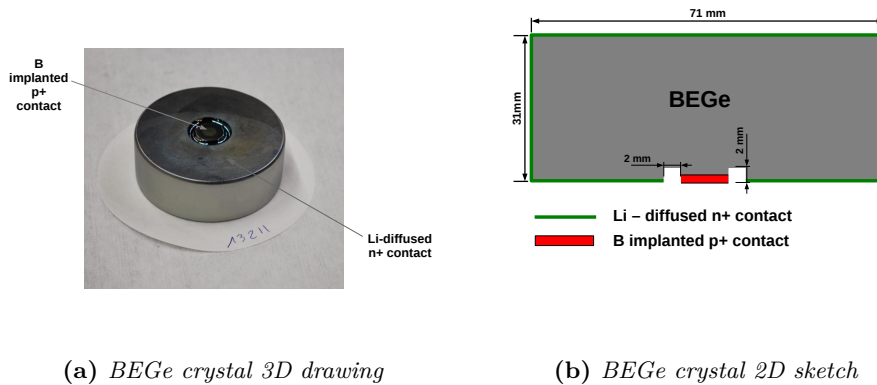 B
implanted
p+
contact
Li-diffused
n+ contact
13211
71 mm
31mm
BEGe
2 mm
2 mm
Li – diffused n+ contact
B implanted p+ contact
(a) BEGe crystal 3D drawing
(b) BEGe crystal 2D sketch